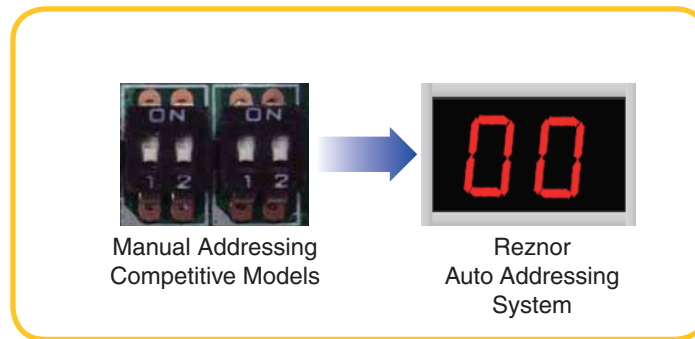 ON ON
1 2 1 2
00
Manual Addressing
Competitive Models
Reznor
Auto Addressing
System